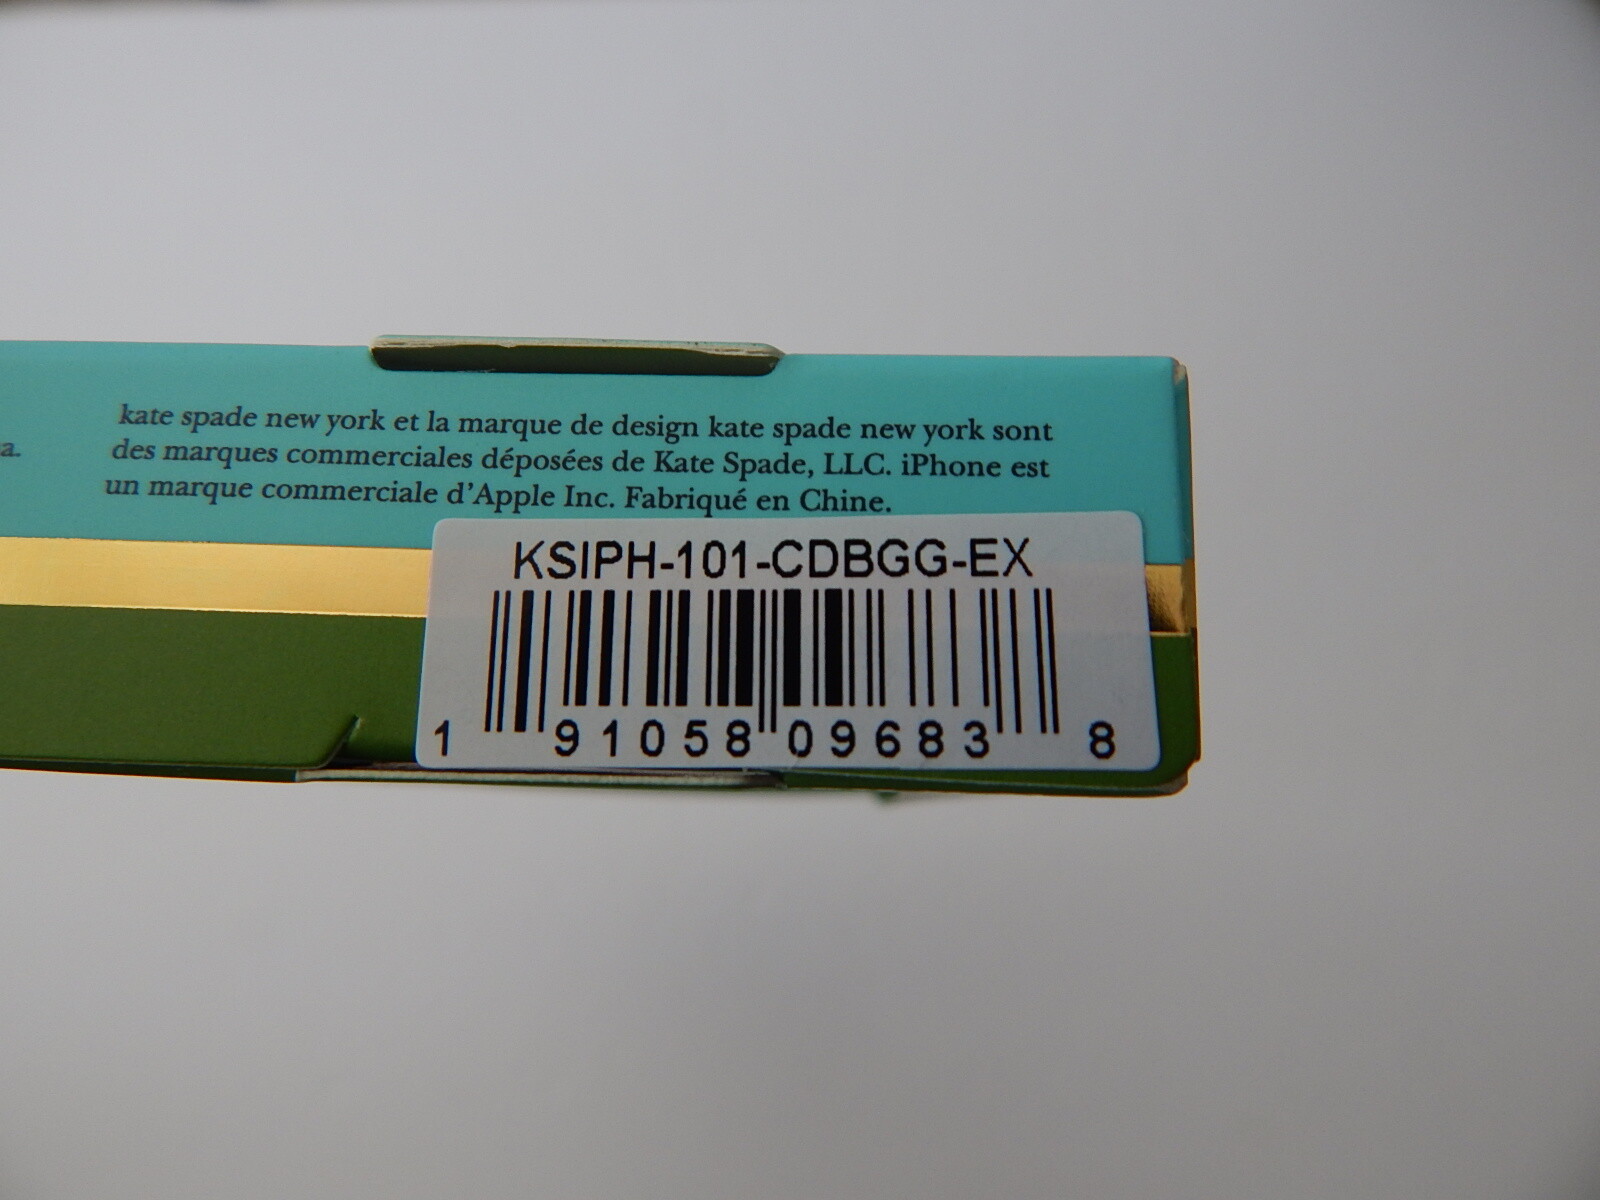 kate spade new york et la marque de design kate spade new york sont
a. des marques commerciales déposées de Kate Spade, LLC. iPhone est
un marque commerciale d'Apple Inc. Fabriqué en Chine.
KSIPH-101-CDBGG-EX
1 91058 09683 8